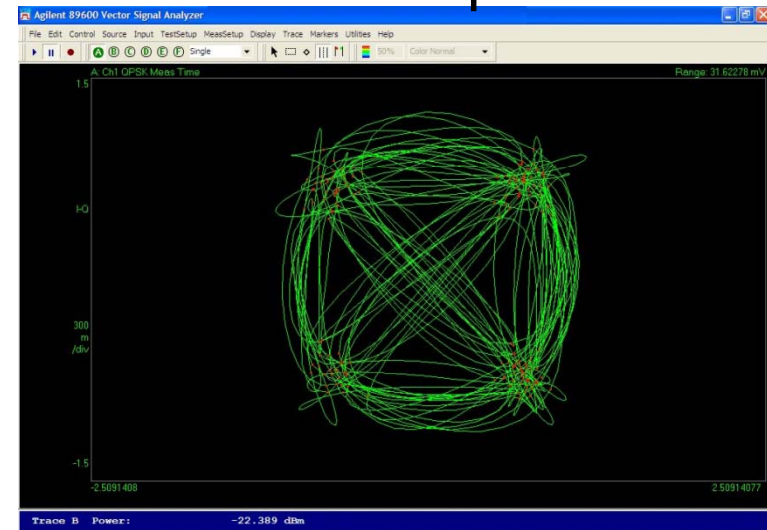 Agilent 89600 Vector Signal Analyzer
File Edit Control Source Input TestSetup MeasSetup Display Trace Markers Utilities Help
A B C D E F Single 50% Color Normal
A: Ch1 QPSK Meas Time Range: 31.62278 mV
1.5
I-Q
300
m
/div
-1.5
-2.5091408 2.50914077
Trace B Power: -22.389 dBm